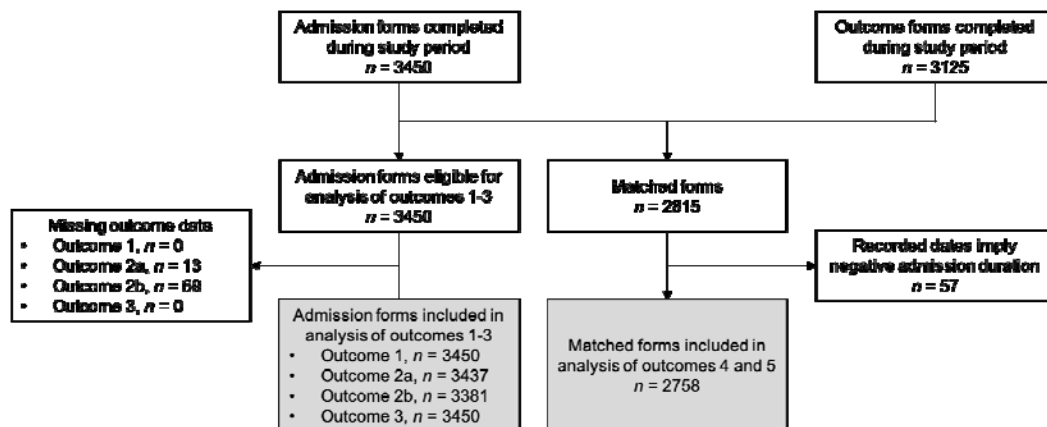 Admission forms completed
during study period
n = 3450
Outcome forms completed
during study period
n = 3125
Admission forms eligible for
analysis of outcomes 1-3
n = 3450
Matched forms
n = 2815
Missing outcome data
• Outcome 1, n = 0
• Outcome 2a, n = 13
• Outcome 2b, n = 69
• Outcome 3, n = 0
Recorded dates imply
negative admission duration
n = 57
Admission forms included in
analysis of outcomes 1-3
• Outcome 1, n = 3450
• Outcome 2a, n = 3437
• Outcome 2b, n = 3381
• Outcome 3, n = 3450
Matched forms included in
analysis of outcomes 4 and 5
n = 2758